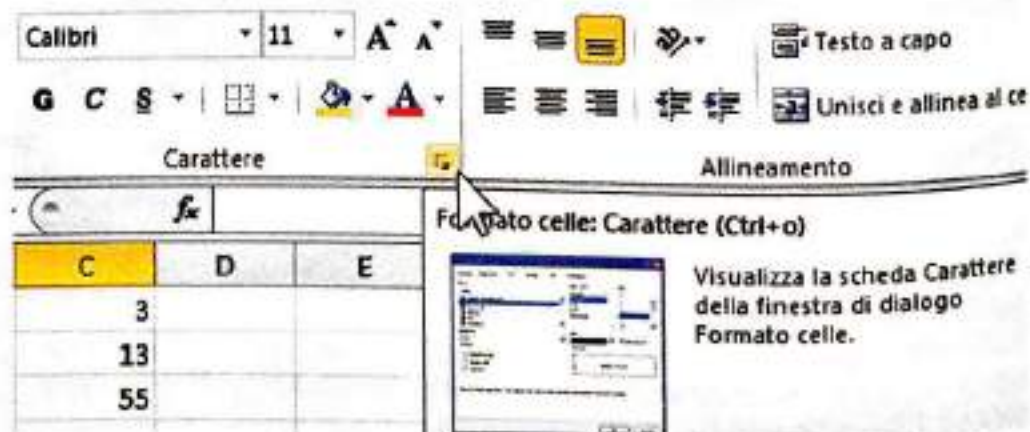 Calibri 11 A A Testo a capo
G C S A Unisci e allinea al ce
Carattere Allineamento
fx Formato celle: Carattere (Ctrl+o)
C D E
Visualizza la scheda Carattere
della finestra di dialogo
Formato celle.
3
13
55